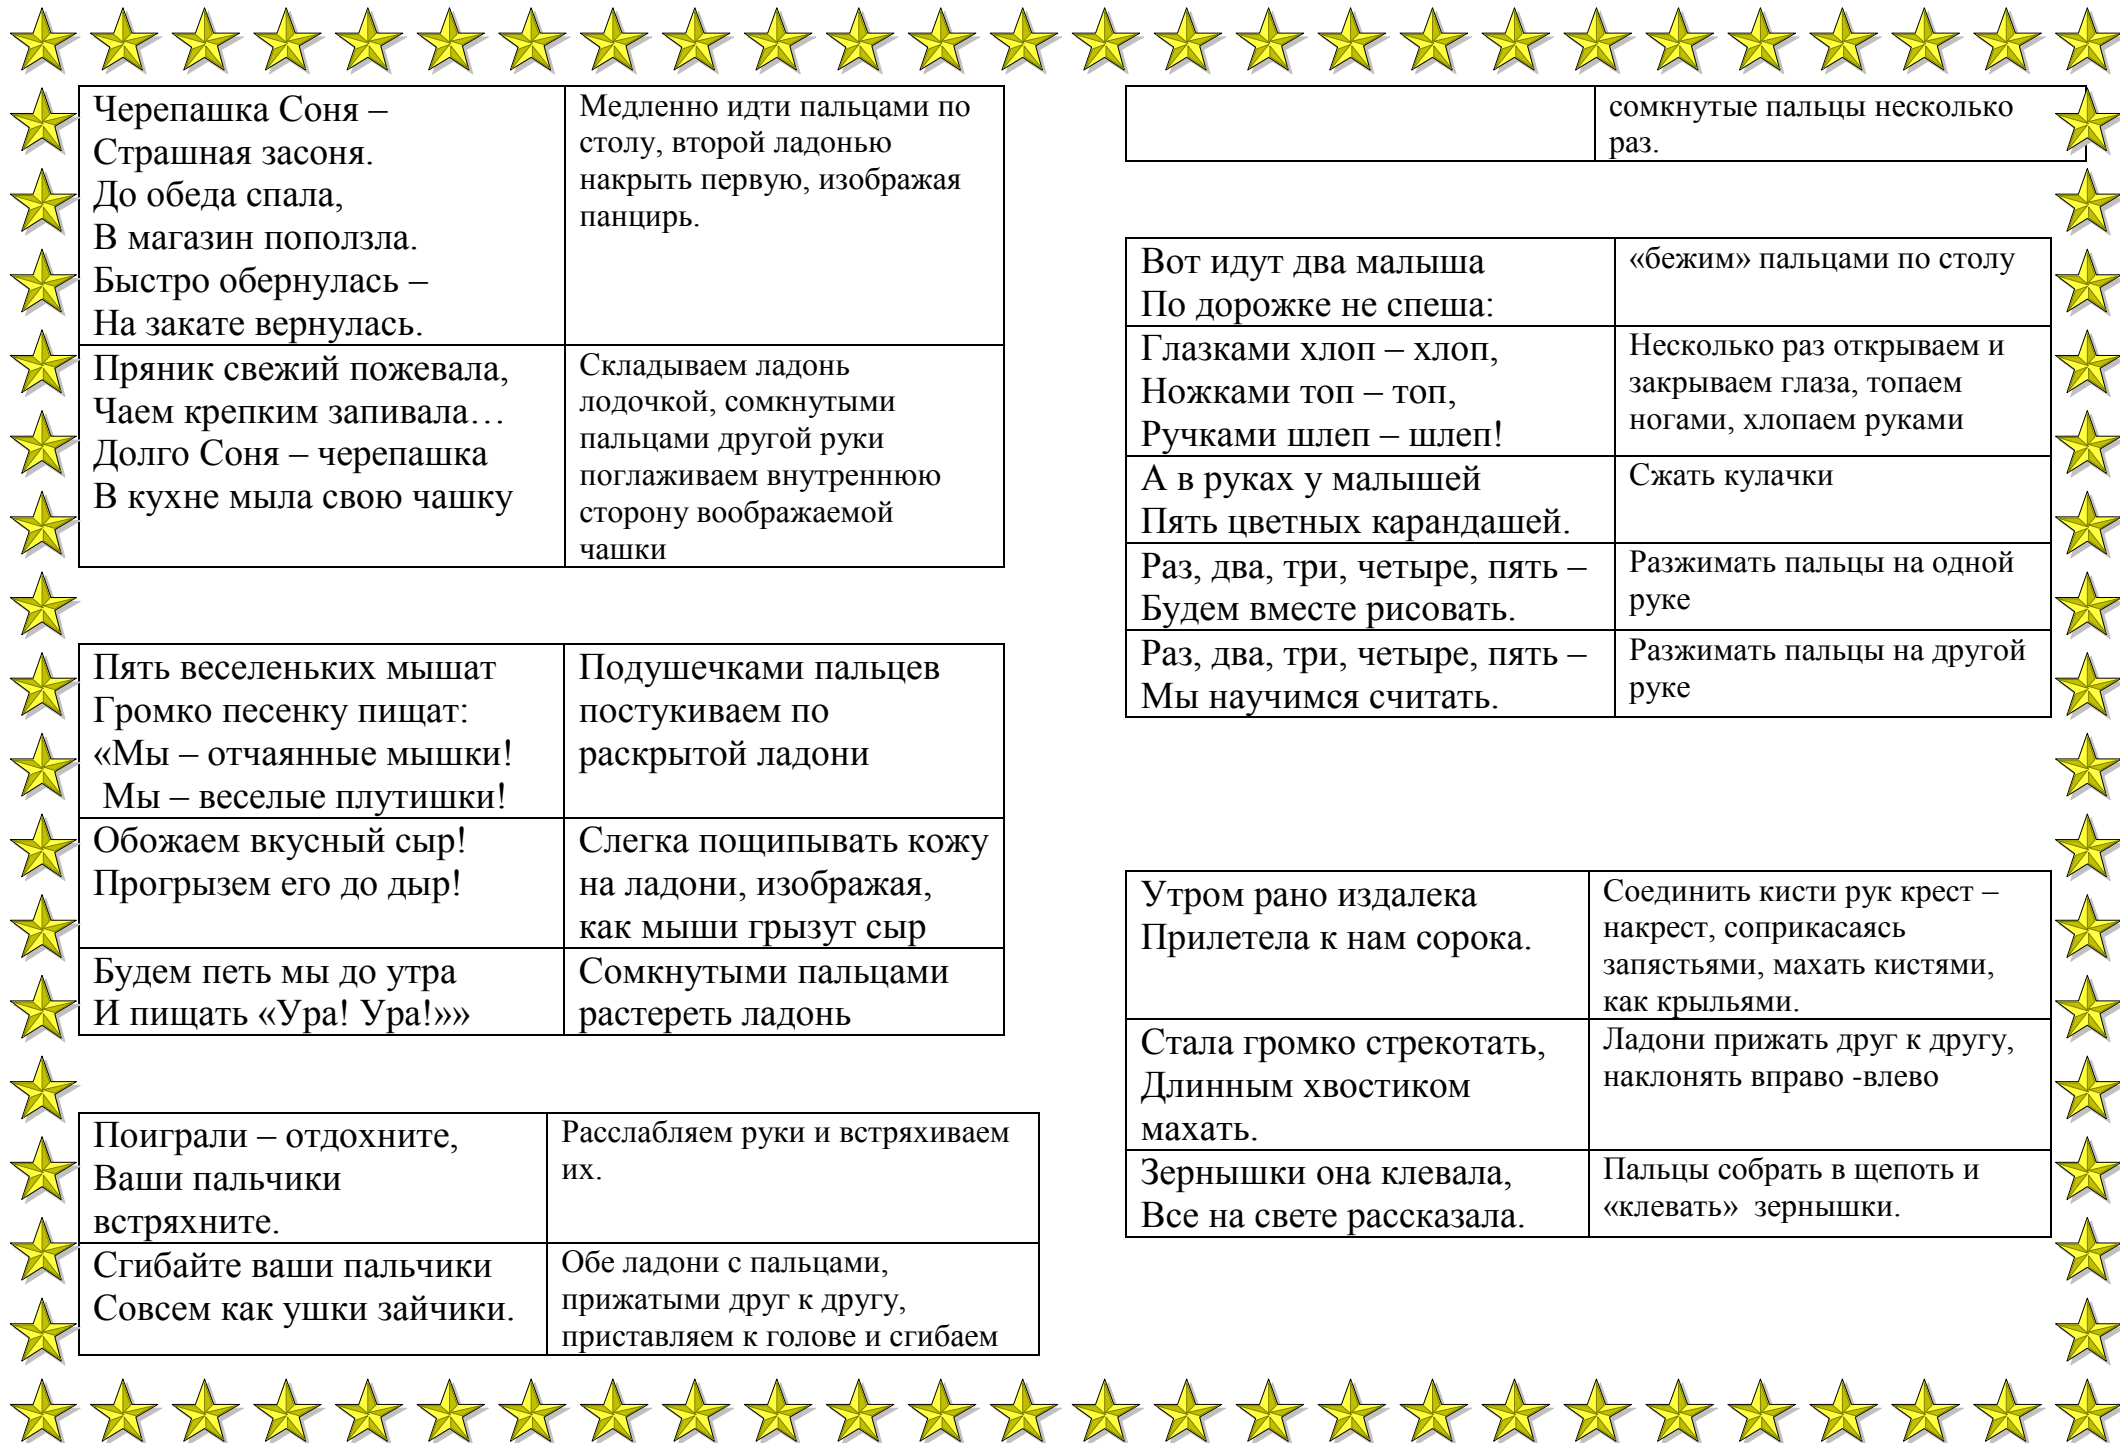 Черепашка Соня –
Страшная засоня.
До обеда спала,
В магазин поползла.
Быстро обернулась –
На закате вернулась.
Медленно идти пальцами по
столу, второй ладонью
накрыть первую, изображая
панцирь.
Пряник свежий пожевала,
Чаем крепким запивала…
Долго Соня – черепашка
В кухне мыла свою чашку
Складываем ладонь
лодочкой, сомкнутыми
пальцами другой руки
поглаживаем внутреннюю
сторону воображаемой
чашки
Пять веселеньких мышат
Громко песенку пищат:
«Мы – отчаянные мышки!
Мы – веселые плутишки!
Подушечками пальцев
постукиваем по
раскрытой ладони
Обожаем вкусный сыр!
Прогрызем его до дыр!
Слегка пощипывать кожу
на ладони, изображая,
как мыши грызут сыр
Будем петь мы до утра
И пищать «Ура! Ура!»»
Сомкнутыми пальцами
растереть ладонь
Поиграли – отдохните,
Ваши пальчики
встряхните.
Расслабляем руки и встряхиваем
их.
Сгибайте ваши пальчики
Совсем как ушки зайчики.
Обе ладони с пальцами,
прижатыми друг к другу,
приставляем к голове и сгибаем
сомкнутые пальцы несколько
раз.
Вот идут два малыша
По дорожке не спеша:
«бежим» пальцами по столу
Глазками хлоп – хлоп,
Ножками топ – топ,
Ручками шлеп – шлеп!
Несколько раз открываем и
закрываем глаза, топаем
ногами, хлопаем руками
А в руках у малышей
Пять цветных карандашей.
Сжать кулачки
Раз, два, три, четыре, пять –
Будем вместе рисовать.
Разжимать пальцы на одной
руке
Раз, два, три, четыре, пять –
Мы научимся считать.
Разжимать пальцы на другой
руке
Утром рано издалека
Прилетела к нам сорока.
Соединить кисти рук крест –
накрест, соприкасаясь
запястьями, махать кистями,
как крыльями.
Стала громко стрекотать,
Длинным хвостиком
махать.
Ладони прижать друг к другу,
наклонять вправо -влево
Зернышки она клевала,
Все на свете рассказала.
Пальцы собрать в щепоть и
«клевать»  зернышки.